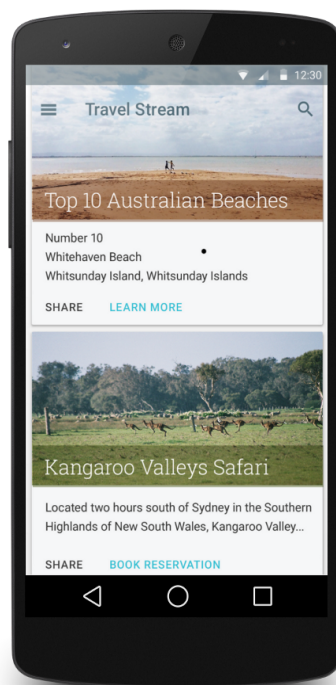 12:30
Travel Stream
Top 10 Australian Beaches
Number 10
Whitehaven Beach
Whitsunday Island, Whitsunday Islands
SHARE LEARN MORE
Kangaroo Valleys Safari
Located two hours south of Sydney in the Southern
Highlands of New South Wales, Kangaroo Valley...
SHARE BOOK RESERVATION